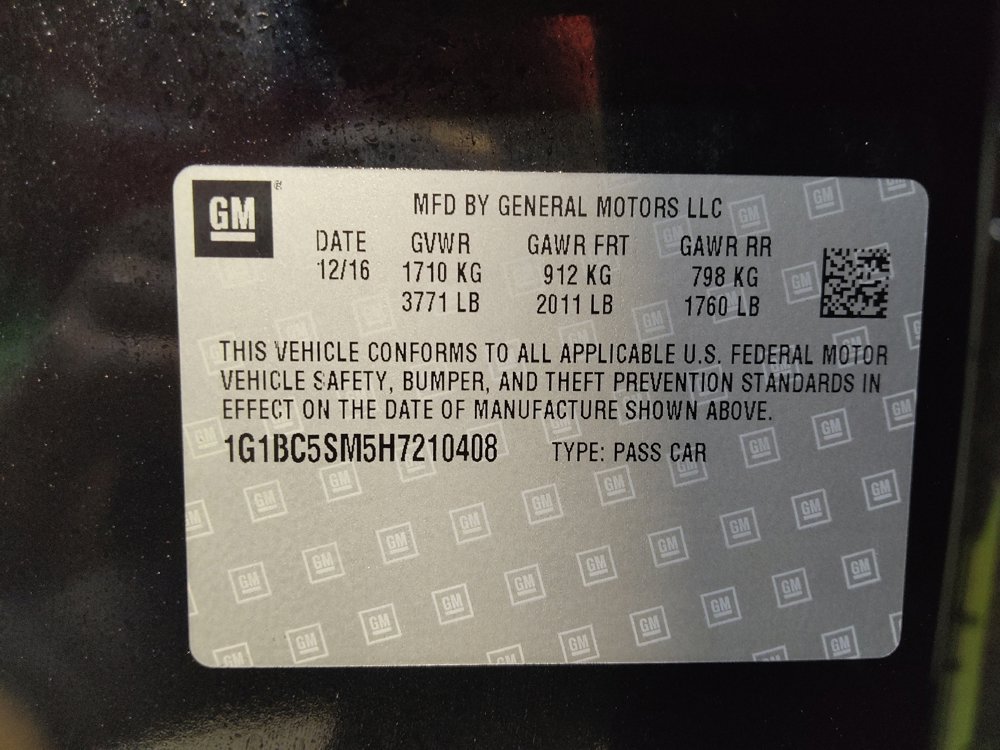 GM ®
MFD BY GENERAL MOTORS LLC
DATE GVWR GAWR FRT GAWR RR
12/16 1710 KG 912 KG 798 KG
3771 LB 2011 LB 1760 LB
THIS VEHICLE CONFORMS TO ALL APPLICABLE U.S. FEDERAL MOTOR
VEHICLE SAFETY, BUMPER, AND THEFT PREVENTION STANDARDS IN
EFFECT ON THE DATE OF MANUFACTURE SHOWN ABOVE.
1G1BC5SM5H7210408 TYPE: PASS CAR